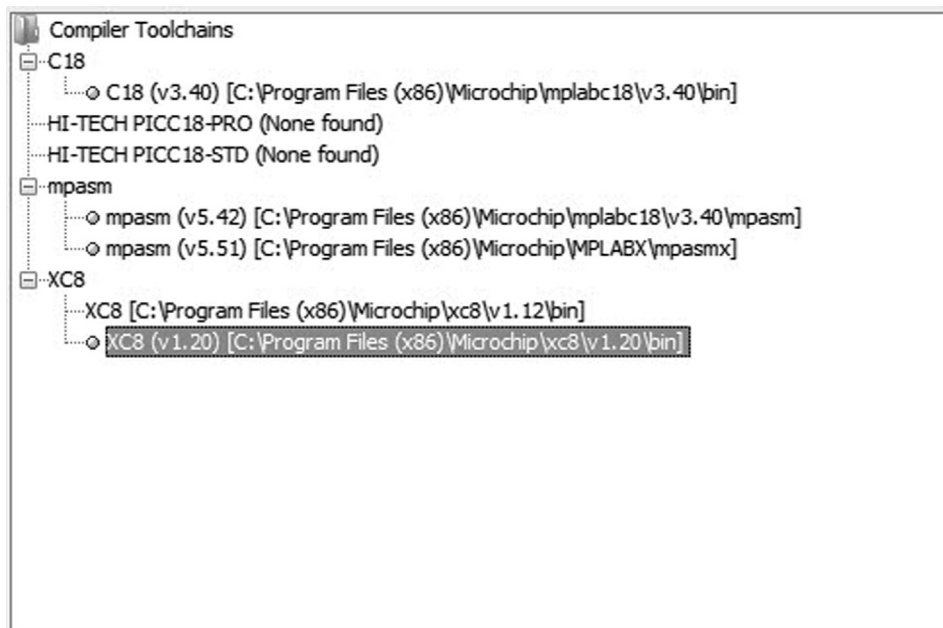 Compiler Toolchains
C18
C18 (v3.40) [C:\Program Files (x86)\Microchip\mplabc18\v3.40\bin]
HI-TECH PICC18-PRO (None found)
HI-TECH PICC18-STD (None found)
mpasm
mpasm (v5.42) [C:\Program Files (x86)\Microchip\mplabc18\v3.40\mpasm]
mpasm (v5.51) [C:\Program Files (x86)\Microchip\MPLABX\mpasmx]
XC8
XC8 [C:\Program Files (x86)\Microchip\xc8\v1.12\bin]
XC8 (v1.20) [C:\Program Files (x86)\Microchip\xc8\v1.20\bin]